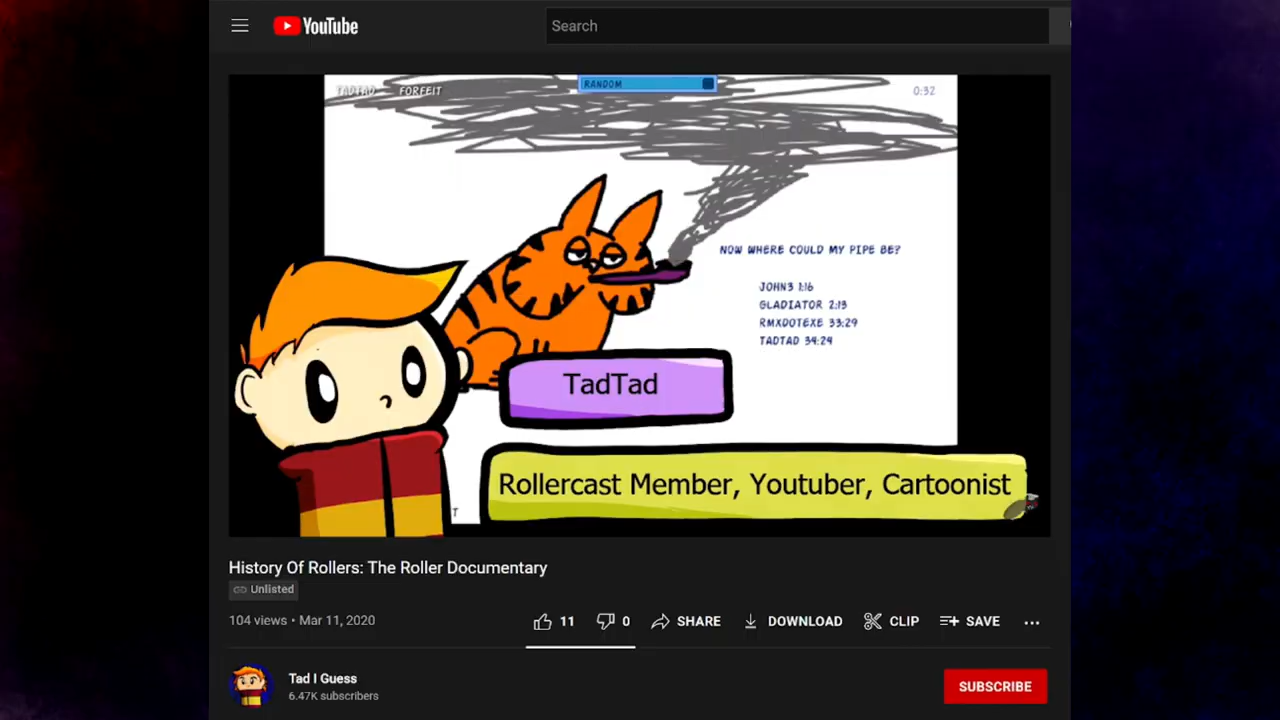 YouTube
Search
TADTAD FORFEIT
RANDOM
0:32
NOW WHERE COULD MY PIPE BE?
JOHN3 1:16
GLADIATOR 2:13
RMXDOTEXE 33:29
TADTAD 34:24
TadTad
Rollercast Member, Youtuber, Cartoonist
T
History Of Rollers: The Roller Documentary
Unlisted
104 views • Mar 11, 2020
11
0
SHARE
DOWNLOAD
CLIP
SAVE
Tad I Guess
6.47K subscribers
SUBSCRIBE